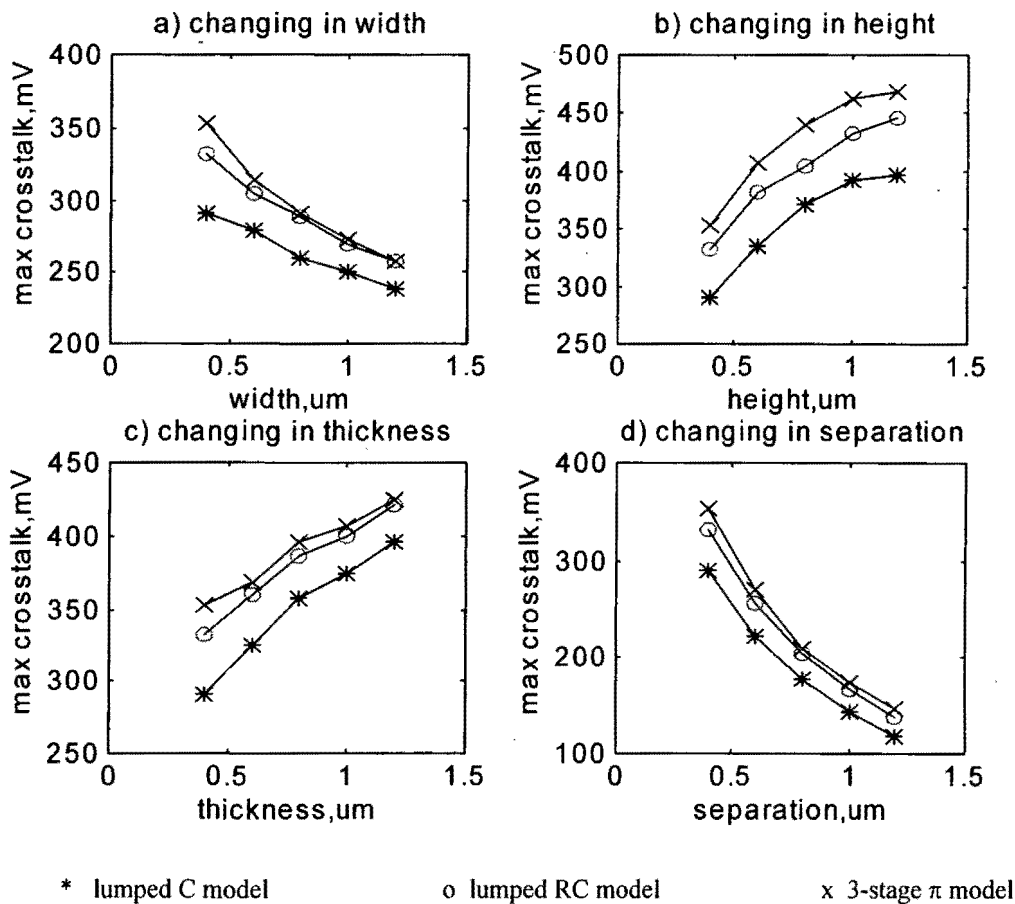 a) changing in width
max crosstalk,mV
400
350
300
250
200
0
0.5
1
1.5
width,um
b) changing in height
max crosstalk,mV
500
450
400
350
300
250
0
0.5
1
1.5
height,um
c) changing in thickness
max crosstalk,mV
450
400
350
300
250
0
0.5
1
1.5
thickness,um
d) changing in separation
max crosstalk,mV
400
300
200
100
0
0.5
1
1.5
separation,um
* lumped C model
o lumped RC model
x 3-stage π model